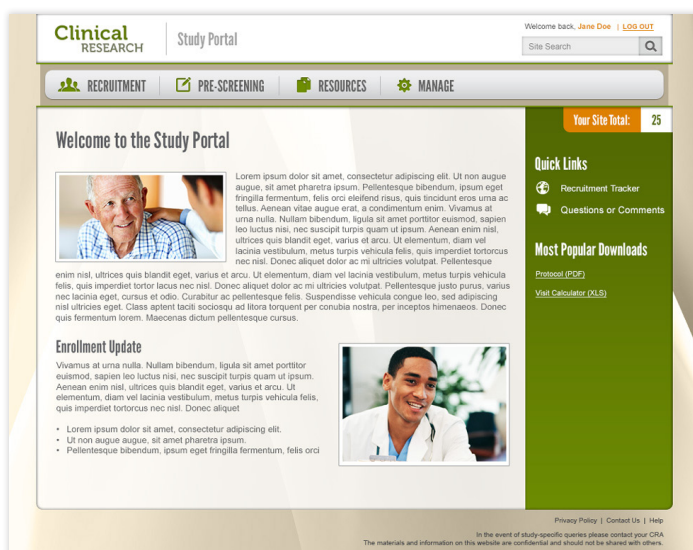 Clinical
RESEARCH
Study Portal
Welcome back, Jane Doe | LOG OUT
Site Search
RECRUITMENT
PRE-SCREENING
RESOURCES
MANAGE
Your Site Total: 25
Welcome to the Study Portal
Lorem ipsum dolor sit amet, consectetur adipiscing elit. Ut non augue
augue, sit amet pharetra ipsum. Pellentesque bibendum, ipsum eget
fringilla fermentum, felis orci eleifend risus, quis tincidunt eros urna ac
tellus. Aenean vitae augue erat, a condimentum enim. Vivamus at
urna nulla. Nullam bibendum, ligula sit amet porttitor euismod, sapien
leo luctus nisi, nec suscipit turpis quam ut ipsum. Aenean enim nisl,
ultrices quis blandit eget, varius et arcu. Ut elementum, diam vel
lacinia vestibulum, metus turpis vehicula felis, quis imperdiet tortor
nec nisl. Donec aliquet dolor ac mi ultricies volutpat. Pellentesque
enim nisl, ultrices quis blandit eget, varius et arcu. Ut elementum, diam vel lacinia vestibulum, metus turpis vehicula
felis, quis imperdiet tortor lacus nec nisl. Donec aliquet dolor ac mi ultricies volutpat. Pellentesque justo purus, varius
nec lacinia eget, cursus et odio. Curabitur ac pellentesque felis. Suspendisse vehicula congue leo, sed adipiscing
nisl ultricies eget. Class aptent taciti sociosqu ad litora torquent per conubia nostra, per inceptos himenaeos. Donec
quis fermentum lorem. Maecenas dictum pellentesque cursus.
Enrollment Update
Vivamus at urna nulla. Nullam bibendum, ligula sit amet porttitor
euismod, sapien leo luctus nisi, nec suscipit turpis quam ut ipsum.
Aenean enim nisl, ultrices quis blandit eget, varius et arcu. Ut
elementum, diam vel lacinia vestibulum, metus turpis vehicula felis,
quis imperdiet tortorcus nec nisl. Donec aliquet
• Lorem ipsum dolor sit amet, consectetur adipiscing elit.
• Ut non augue augue, sit amet pharetra ipsum.
• Pellentesque bibendum, ipsum eget fringilla fermentum, felis orci
Quick Links
Recruitment Tracker
Questions or Comments
Most Popular Downloads
Protocol (PDF)
Visit Calculator (XLS)
Privacy Policy | Contact Us | Help
In the event of study-specific queries please contact your CRA
The materials and information on this website are confidential and should not be shared with others.